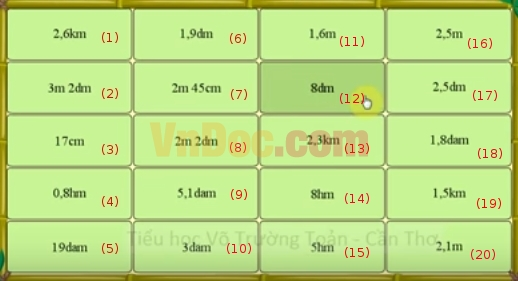 2,6km (1) 1,9dm (6) 1,6m (11) 2,5m (16)
3m 2dm (2) 2m 45cm (7) 8dm (12) 2,5dm (17)
17cm (3) 2m 2dm (8) 2,3km (13) 1,8dam (18)
VnDoc.com
0,8hm (4) 5,1dam (9) 8hm (14) 1,5km (19)
Tiểu học Võ Trường Toản - Cần Thơ
19dam (5) 3dam (10) 5hm (15) 2,1m (20)